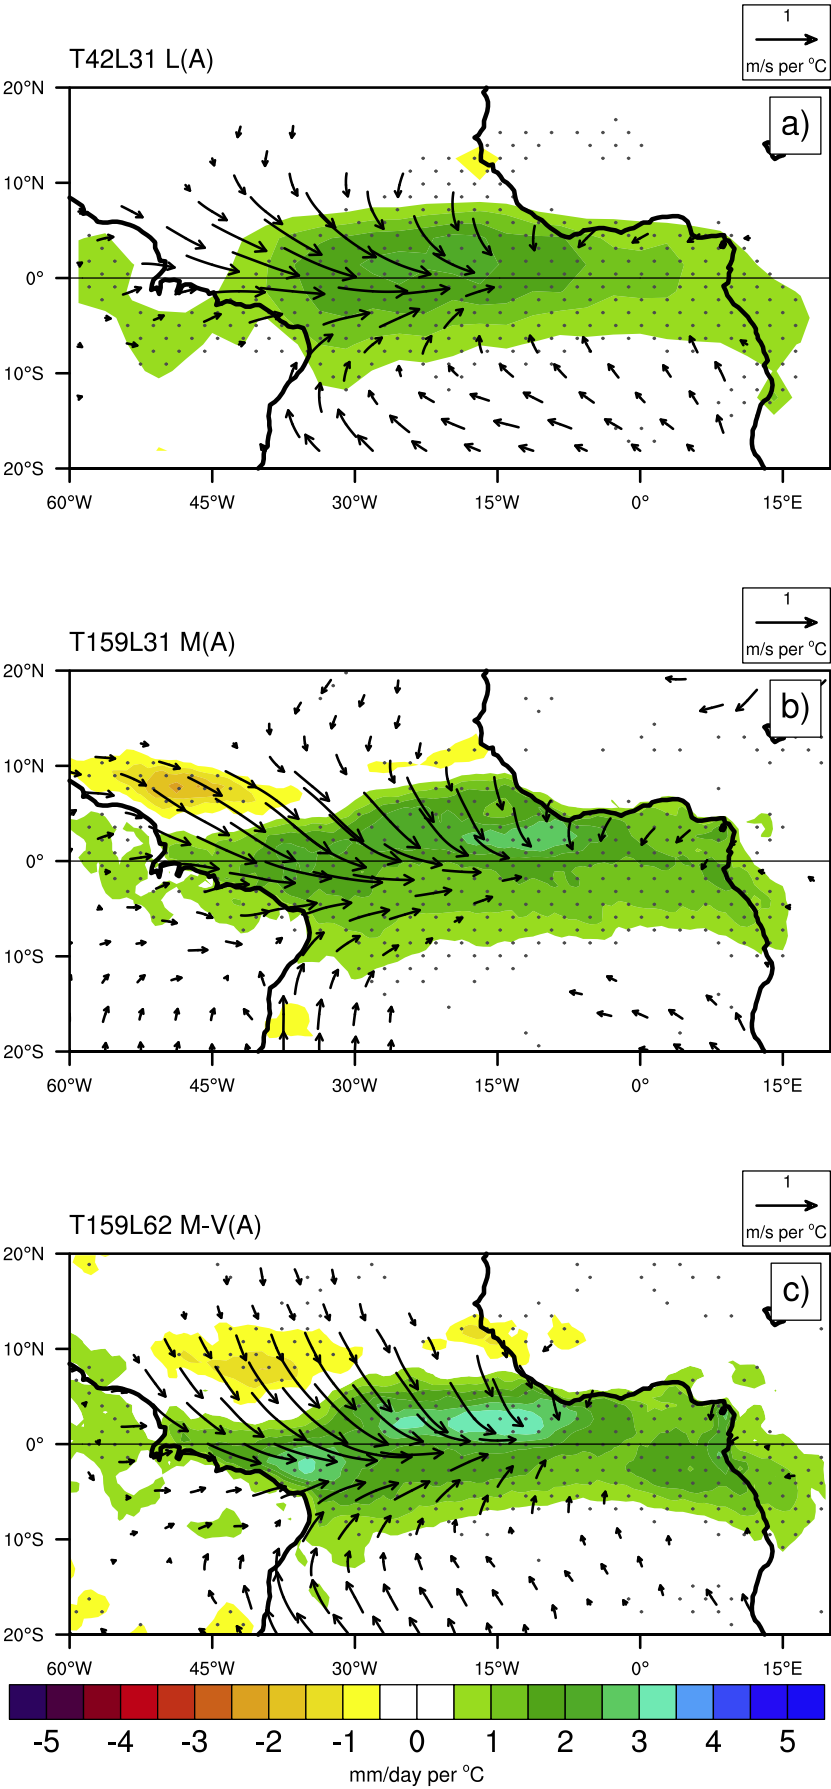 1
m/s per °C
T42L31 L(A)
a)
20°N
10°N
0°
10°S
20°S
60°W 45°W 30°W 15°W 0° 15°E
1
m/s per °C
T159L31 M(A)
b)
20°N
10°N
0°
10°S
20°S
60°W 45°W 30°W 15°W 0° 15°E
1
m/s per °C
T159L62 M-V(A)
c)
20°N
10°N
0°
10°S
20°S
60°W 45°W 30°W 15°W 0° 15°E
-5 -4 -3 -2 -1 0 1 2 3 4 5
mm/day per °C